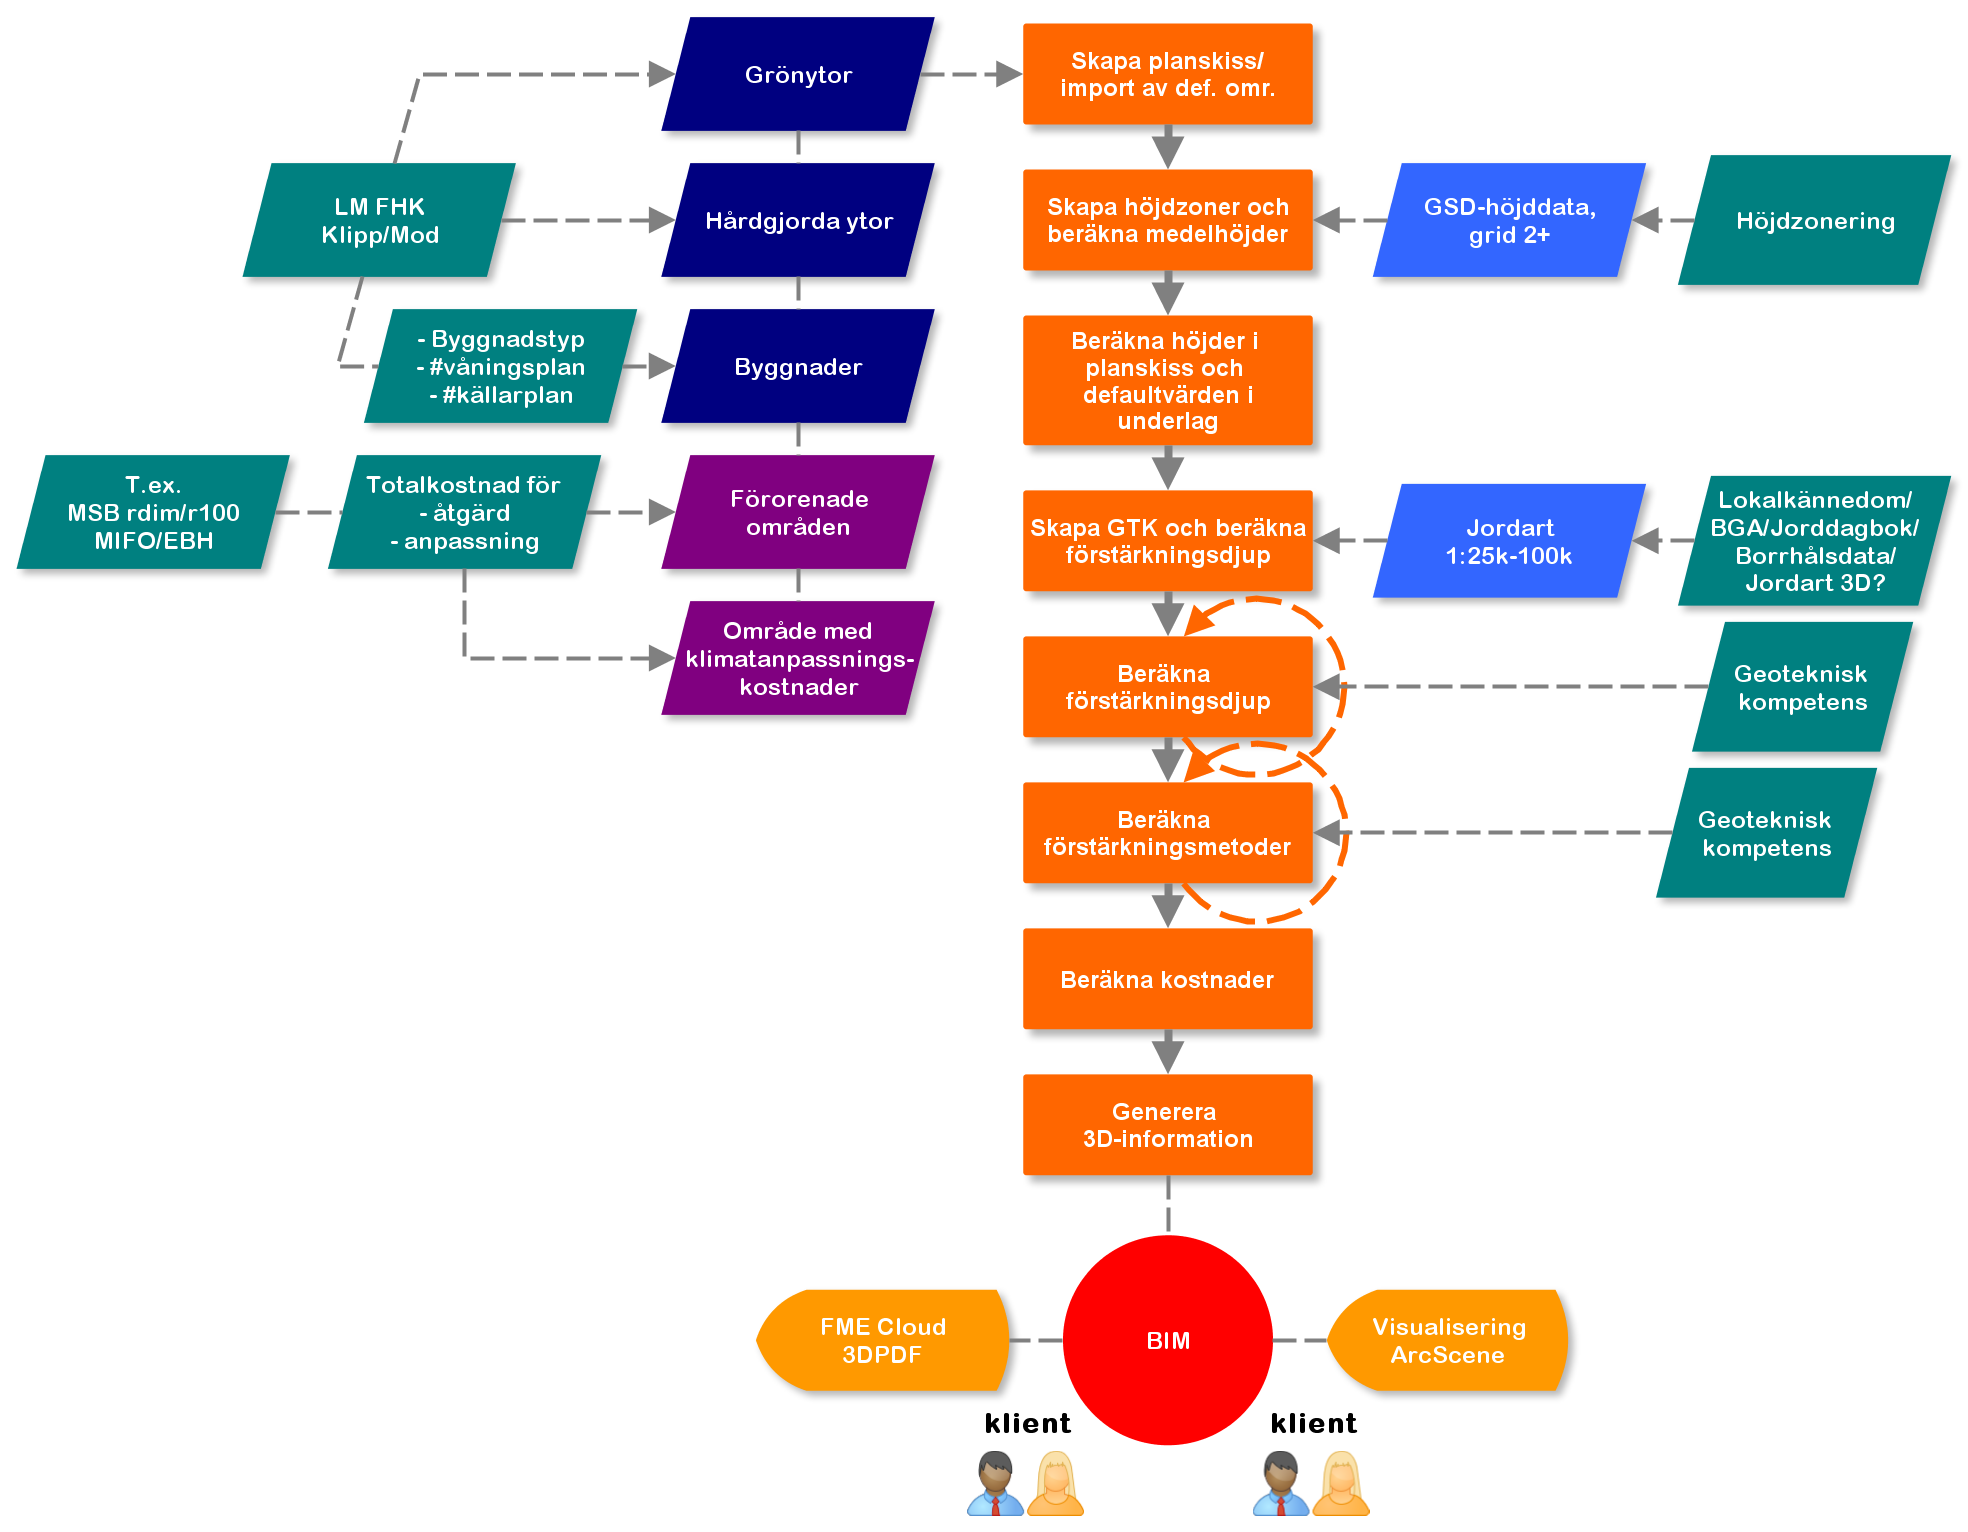 Grönytor
Skapa planskiss/
import av def. omr.
LM FHK
Klipp/Mod
Hårdgjorda ytor
Skapa höjdzoner och
beräkna medelhöjder
GSD-höjddata,
grid 2+
Höjdzonering
- Byggnadstyp
- #våningsplan
- #källarplan
Byggnader
Beräkna höjder i
planskiss och
defaultvärden i
underlag
T.ex.
MSB rdim/r100
MIFO/EBH
Totalkostnad för
- åtgärd
- anpassning
Förorenade
områden
Skapa GTK och beräkna
förstärkningsdjup
Jordart
1:25k-100k
Lokalkännedom/
BGA/Jorddagbok/
Borrhålsdata/
Jordart 3D?
Område med
klimatanpassnings-
kostnader
Beräkna
förstärkningsdjup
Geoteknisk
kompetens
Beräkna
förstärkningsmetoder
Geoteknisk
kompetens
Beräkna kostnader
Generera
3D-information
FME Cloud
3DPDF
BIM
Visualisering
ArcScene
klient
klient